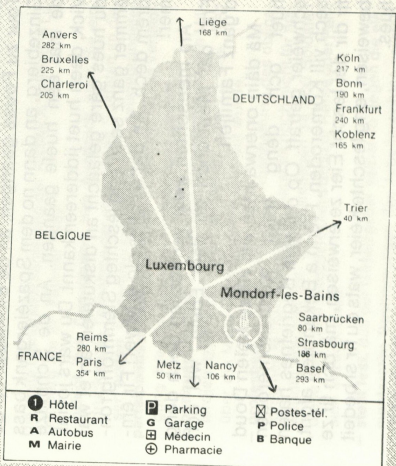 Liège
168 km
Anvers
282 km
Bruxelles
225 km
Charleroi
205 km
Koln
217 km
Bonn
190 km
Frankfurt
240 km
Koblenz
165 km
DEUTSCHLAND
Trier
40 km
BELGIQUE
Luxembourg
Mondorf-les-Bains
Saarbrücken
80 km
Strasbourg
186 km
Basel
293 km
Reims
280 km
Paris
354 km
FRANCE
Metz
50 km
Nancy
106 km
1 Hôtel
R Restaurant
A Autobus
M Mairie
P Parking
G Garage
Médecin
Pharmacie
Postes-tél.
P Police
B Banque